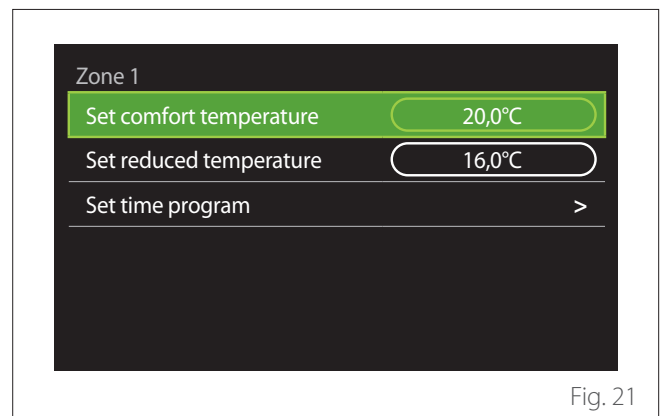 Zone 1
Set comfort temperature 20,0°C
Set reduced temperature 16,0°C
Set time program >
Fig. 21